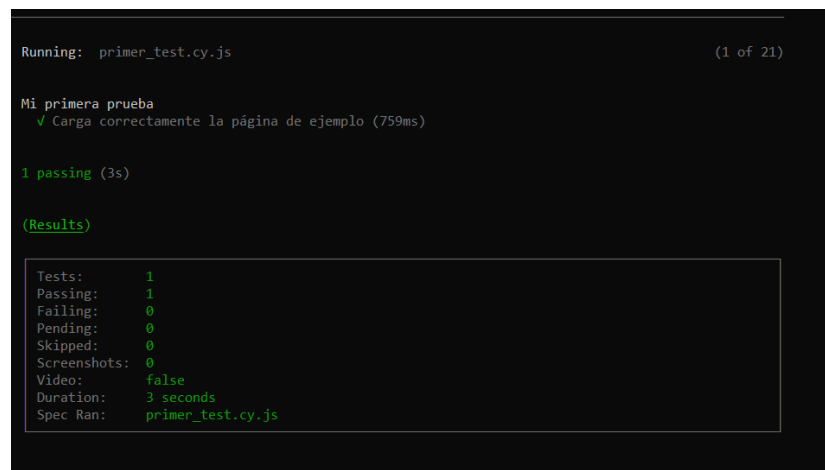 Running: primer_test.cy.js (1 of 21)
Mi primera prueba
√ Carga correctamente la página de ejemplo (759ms)
1 passing (3s)
(Results)
Tests: 1
Passing: 1
Failing: 0
Pending: 0
Skipped: 0
Screenshots: 0
Video: false
Duration: 3 seconds
Spec Ran: primer_test.cy.js